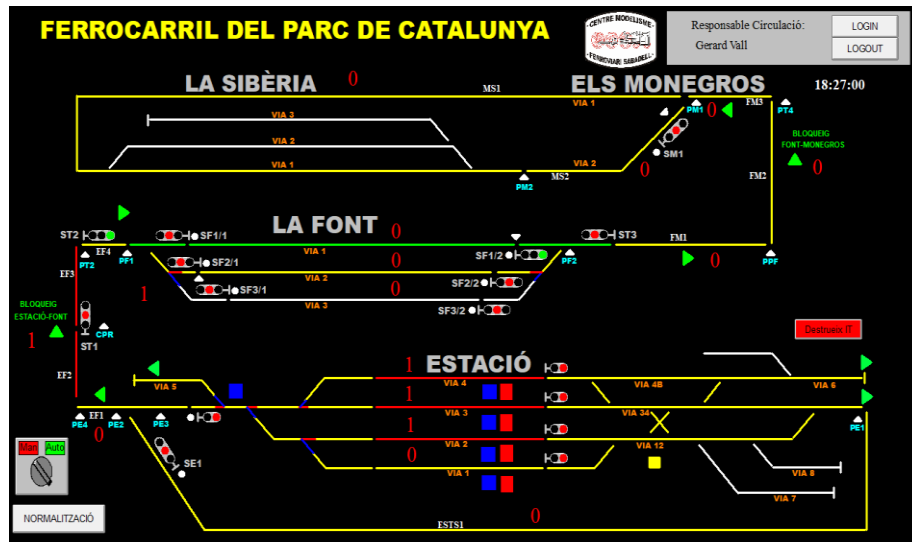 FERROCARRIL DEL PARC DE CATALUNYA
CENTRE MODELISME
FERROVIARI SABADELL
Responsable Circulació:
Gerard Vall
LOGIN
LOGOUT
LA SIBÈRIA 0 MS1 ELS MONEGROS 18:27:00
VIA 1 PM1 0 FM3 PT4
VIA 3
SM1
BLOQUEIG
FONT-MONEGROS
VIA 2
0
VIA 1 PM2 MS2 VIA 2 0 FM2
LA FONT 0
ST2 SF1/1 ST3 FM1
EF4 PT2 PF1 VIA 1 SF1/2 PF2 0 PPF
SF2/1 0
EF3 VIA 2 SF2/2
1 SF3/1 0
VIA 3 SF3/2
BLOQUEIG
ESTACIÓ-FONT
1 CPR
ST1
Destrueix IT
ESTACIÓ
EF2 VIA 5 1 VIA 4 VIA 4B VIA 6
1
EF1 PE4 PE2 PE3 VIA 3 VIA 34 PE1
0 1
VIA 2 VIA 12
Man Auto
SE1 0 VIA 1 VIA 8
VIA 7
NORMALITZACIÓ
ESTS1 0